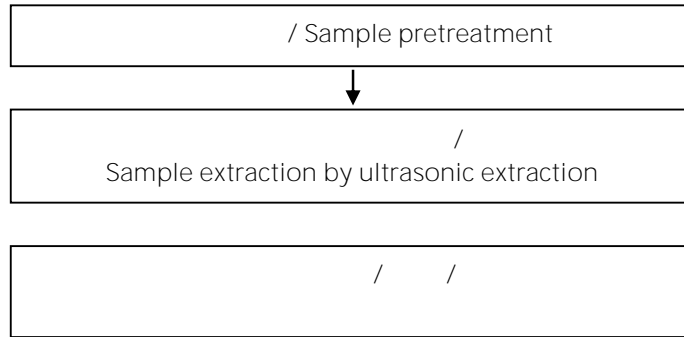 / Sample pretreatment
/
Sample extraction by ultrasonic extraction
/ / /